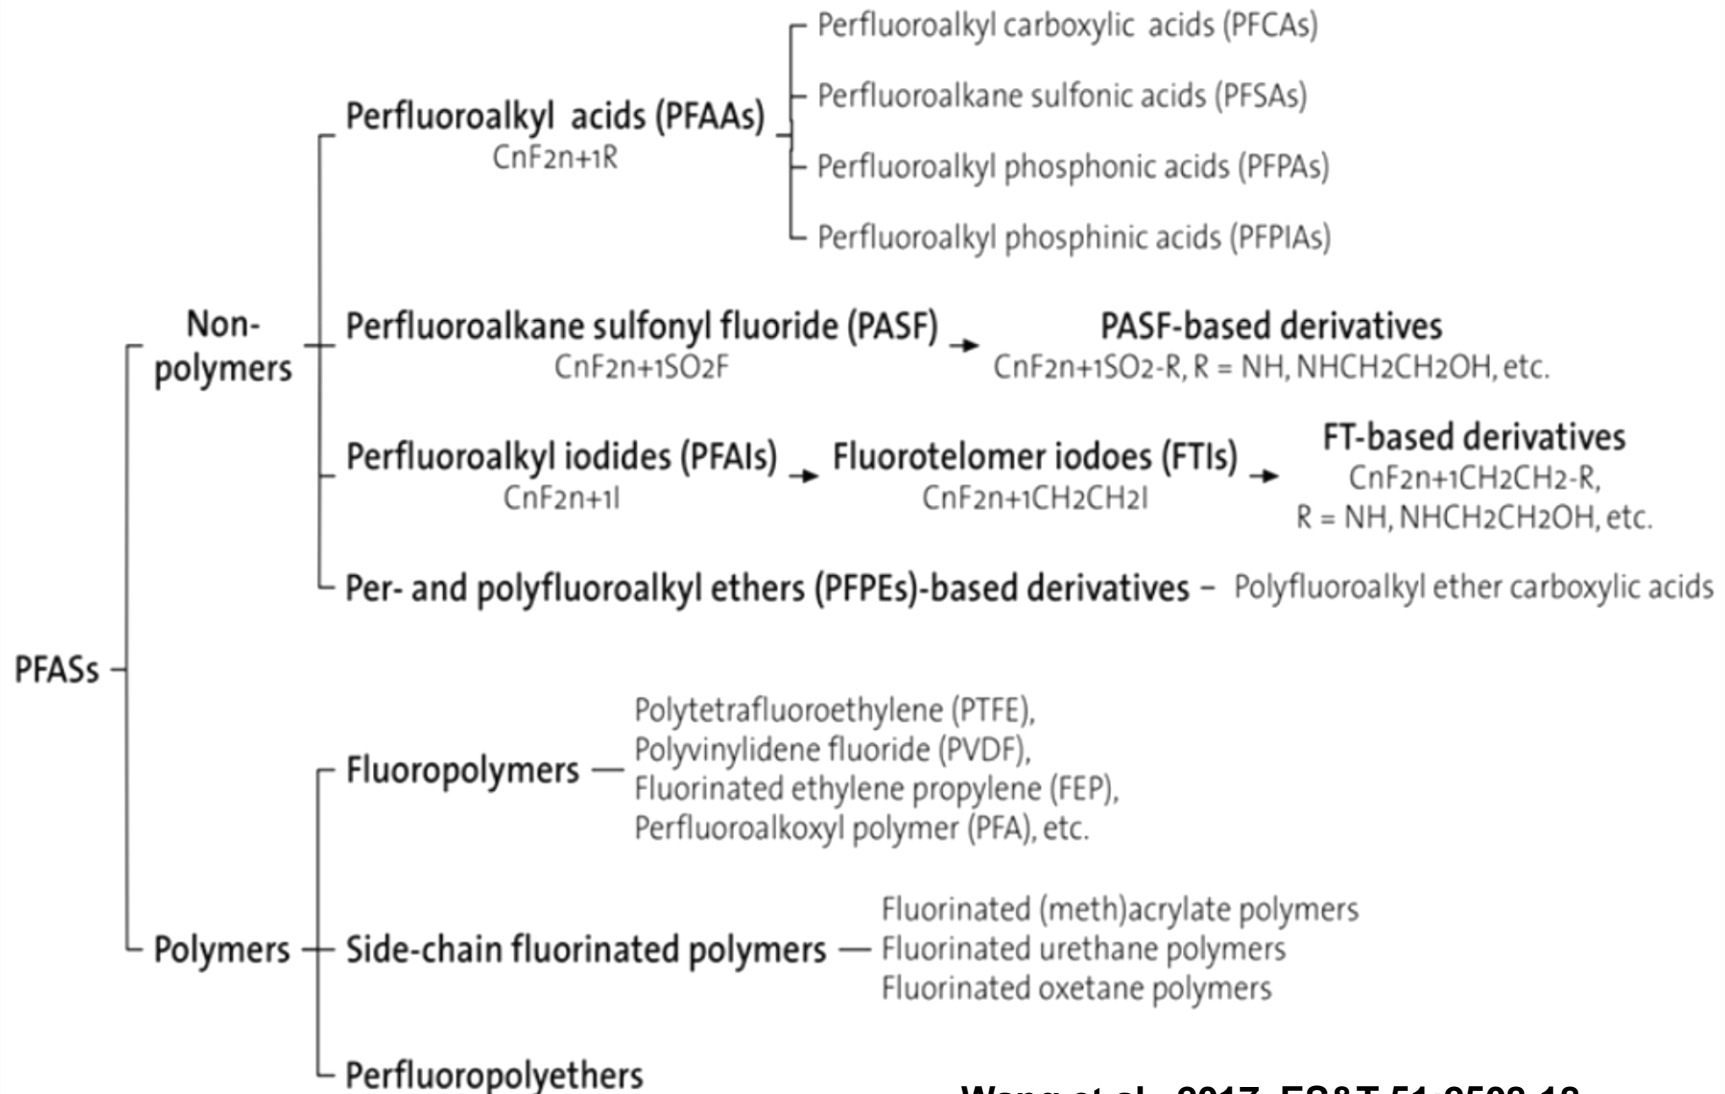 Perfluoroalkyl carboxylic acids (PFCAs)
Perfluoroalkane sulfonic acids (PFSAs)
Perfluoroalkyl acids (PFAAs)
CnF2n+1R
Perfluoroalkyl phosphonic acids (PFPAs)
Perfluoroalkyl phosphinic acids (PFPIAs)
Non-
polymers
Perfluoroalkane sulfonyl fluoride (PASF)
CnF2n+1SO2F
PASF-based derivatives
CnF2n+1SO2-R, R = NH, NHCH2CH2OH, etc.
Perfluoroalkyl iodides (PFAIs)
CnF2n+1I
Fluorotelomer iodoes (FTIs)
CnF2n+1CH2CH2I
FT-based derivatives
CnF2n+1CH2CH2-R,
R = NH, NHCH2CH2OH, etc.
Per- and polyfluoroalkyl ethers (PFPEs)-based derivatives – Polyfluoroalkyl ether carboxylic acids
PFASs
Fluoropolymers
Polytetrafluoroethylene (PTFE),
Polyvinylidene fluoride (PVDF),
Fluorinated ethylene propylene (FEP),
Perfluoroalkoxyl polymer (PFA), etc.
Polymers
Side-chain fluorinated polymers
Fluorinated (meth)acrylate polymers
Fluorinated urethane polymers
Fluorinated oxetane polymers
Perfluoropolyethers